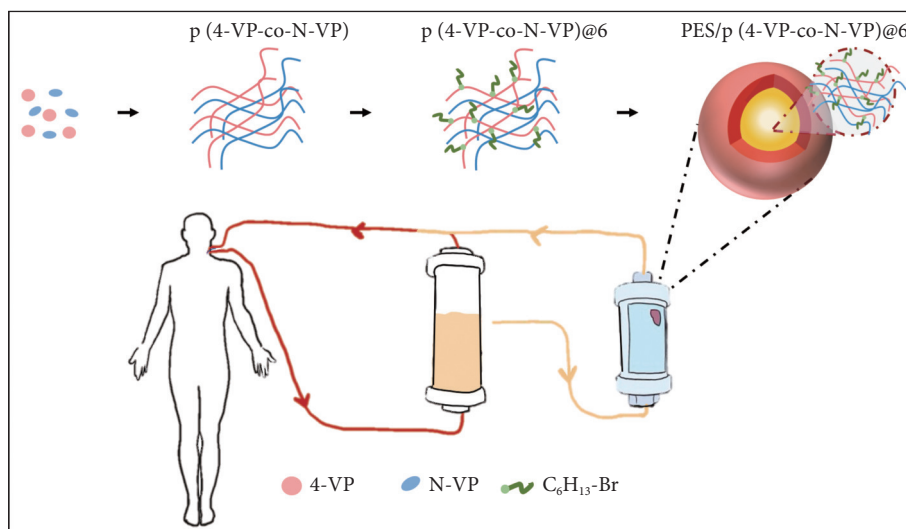 p (4-VP-co-N-VP)
p (4-VP-co-N-VP)@6
PES/p (4-VP-co-N-VP)@6
4-VP
N-VP
C₆H₁₃-Br